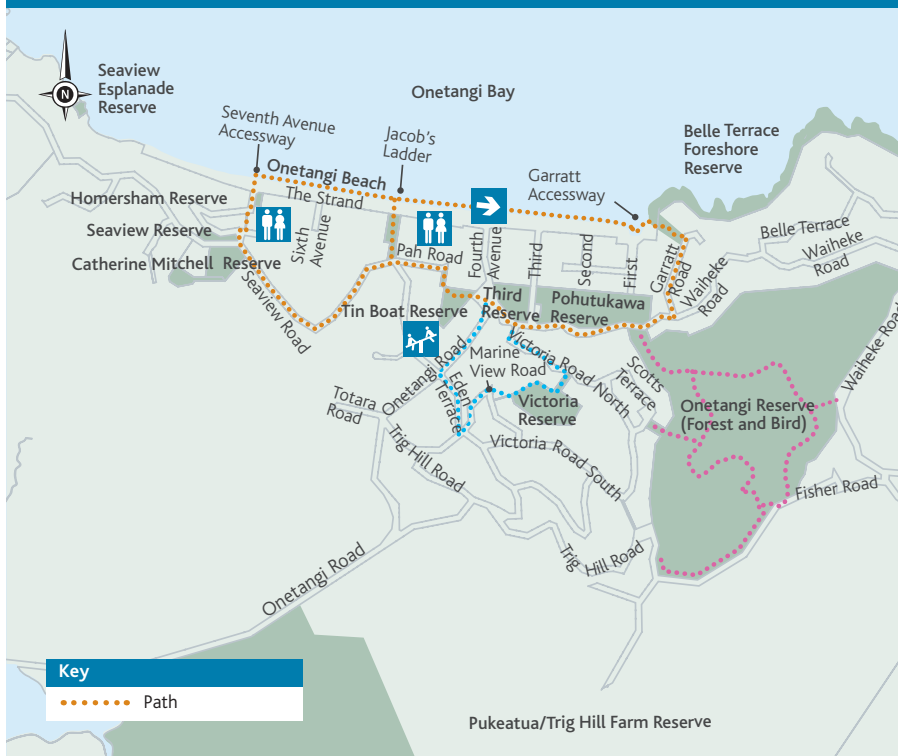 Seaview
Esplanade
Reserve
N
Onetangi Bay
Seventh Avenue
Accessway
Jacob's
Ladder
Belle Terrace
Foreshore
Reserve
Onetangi Beach
Garratt
Accessway
Homersham Reserve
The Strand
Seaview Reserve
Sixth
Avenue
Pah Road
Fourth
Avenue
Third
Second
First
Garratt
Road
Waiheke
Road
Belle Terrace
Waiheke
Road
Catherine Mitchell Reserve
Seaview Road
Tin Boat Reserve
Third
Reserve
Pohutukawa
Reserve
Waiheke Road
Onetangi Road
Marine
View Road
Victoria Road North
Scotts
Terrace
Eden
Terrace
Totara
Road
Victoria
Reserve
Onetangi Reserve
(Forest and Bird)
Trig Hill Road
Victoria Road South
Fisher Road
Trig Hill Road
Onetangi Road
Key
Path
Pukeatua/Trig Hill Farm Reserve